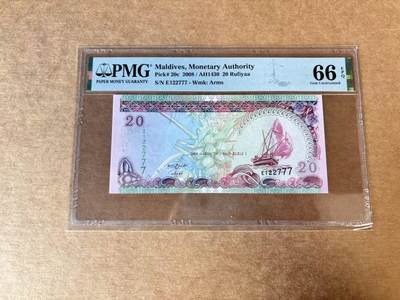 PMG
PAPER MONEY GUARANTY
Maldives, Monetary Authority
Pick# 20c 2008 / AH1430 20 Rufiyaa
S/N E122777 - Wmk: Arms
66 EPQ
Gem Uncirculated
20
E122777
E122777
20